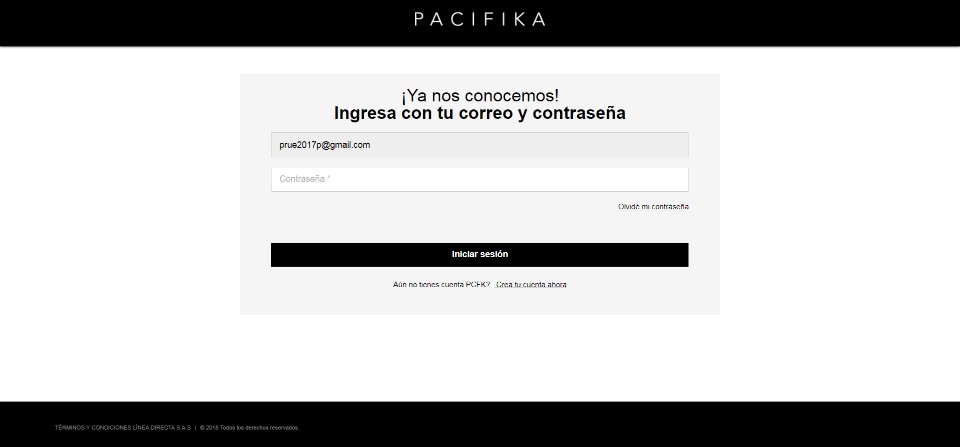 PACIFIKA
¡Ya nos conocemos!
Ingresa con tu correo y contraseña
prue2017p@gmail.com
Contraseña *
Olvidé mi contraseña
Iniciar sesión
Aún no tienes cuenta PCFK? Crea tu cuenta ahora
TÉRMINOS Y CONDICIONES LÍNEA DIRECTA S.A.S | © 2018 Todos los derechos reservados.